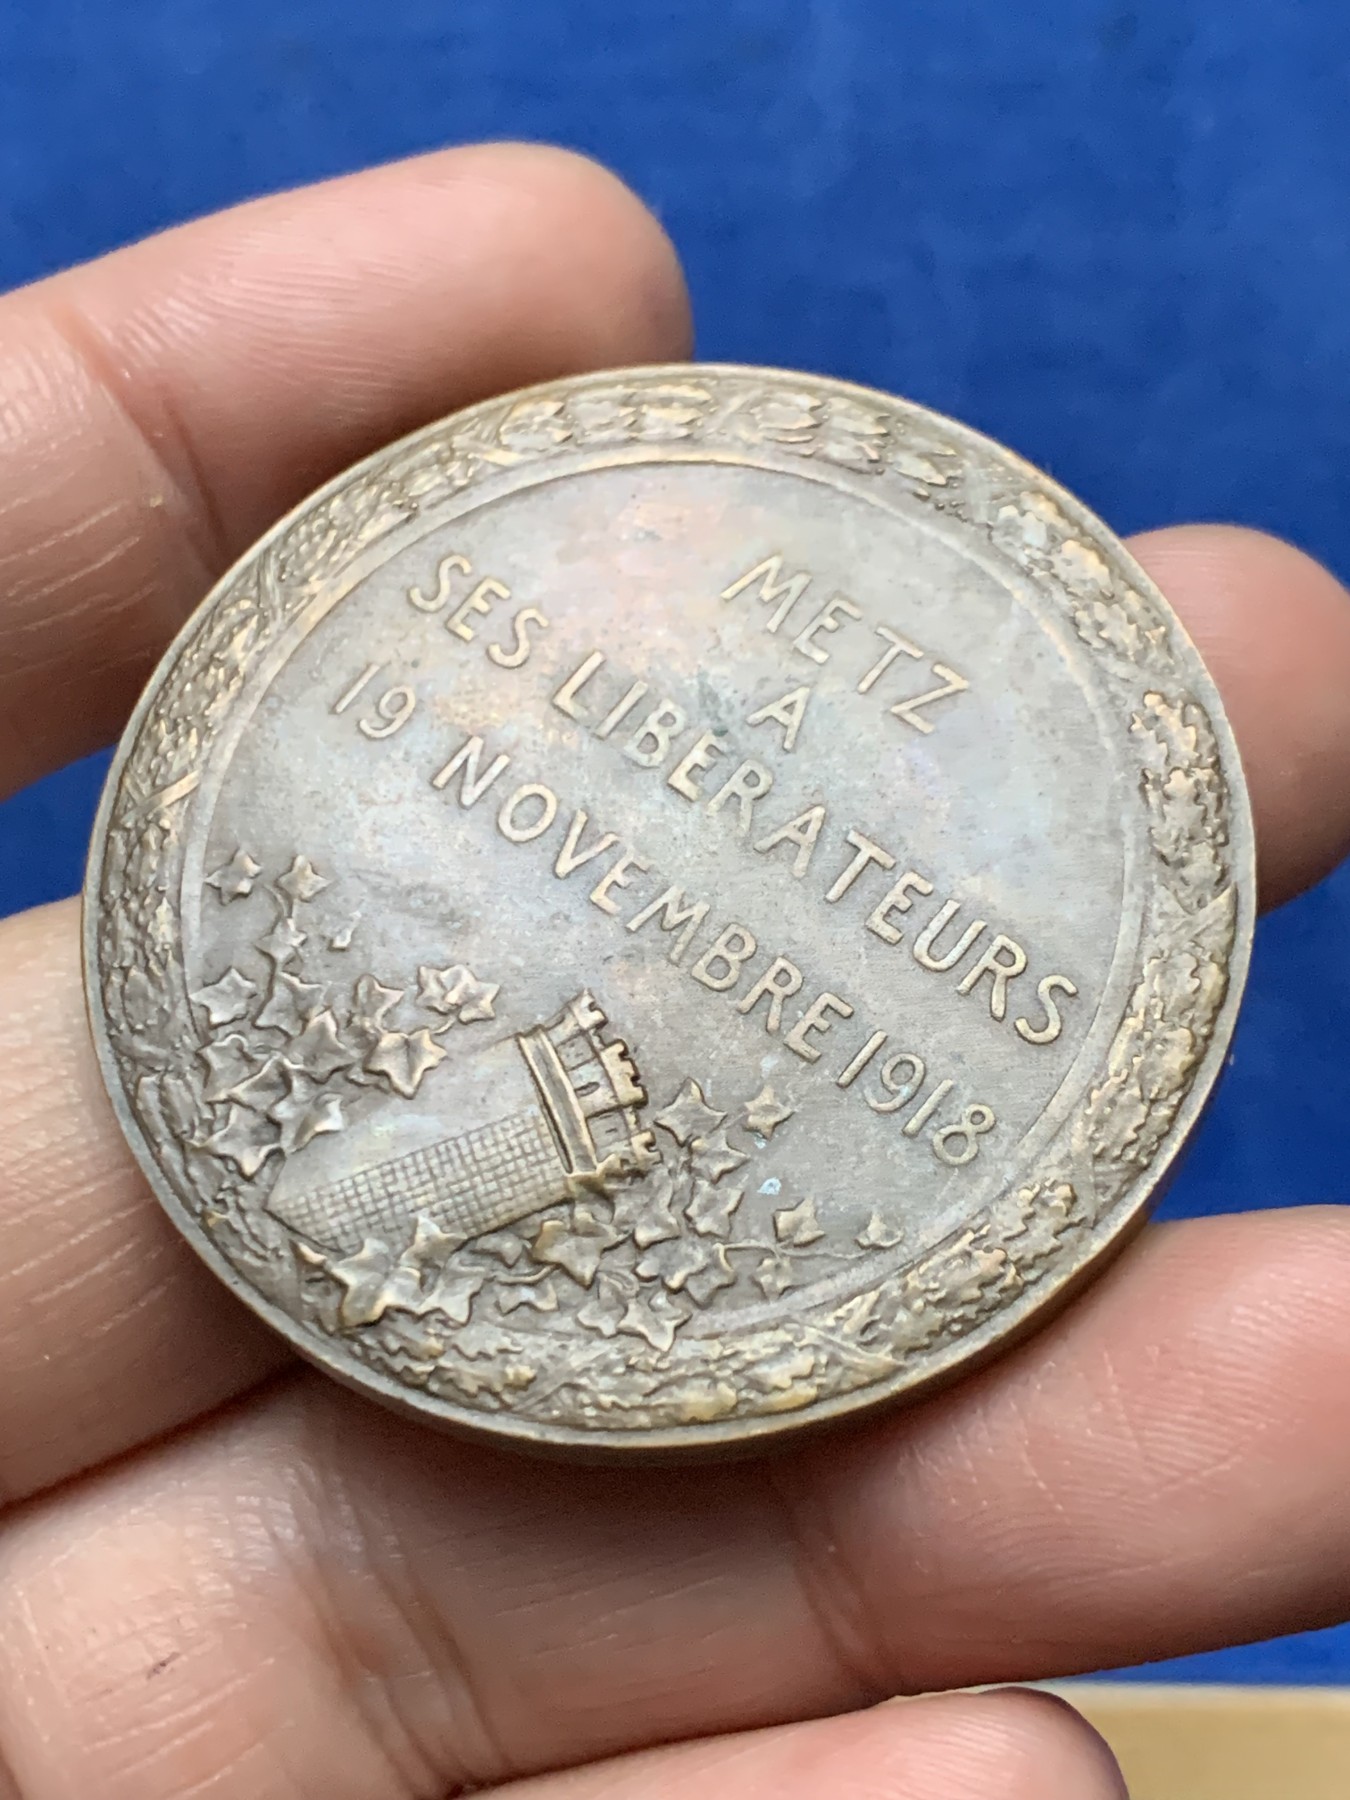 METZ
A
SES LIBERATEURS
19 NOVEMBRE 1918